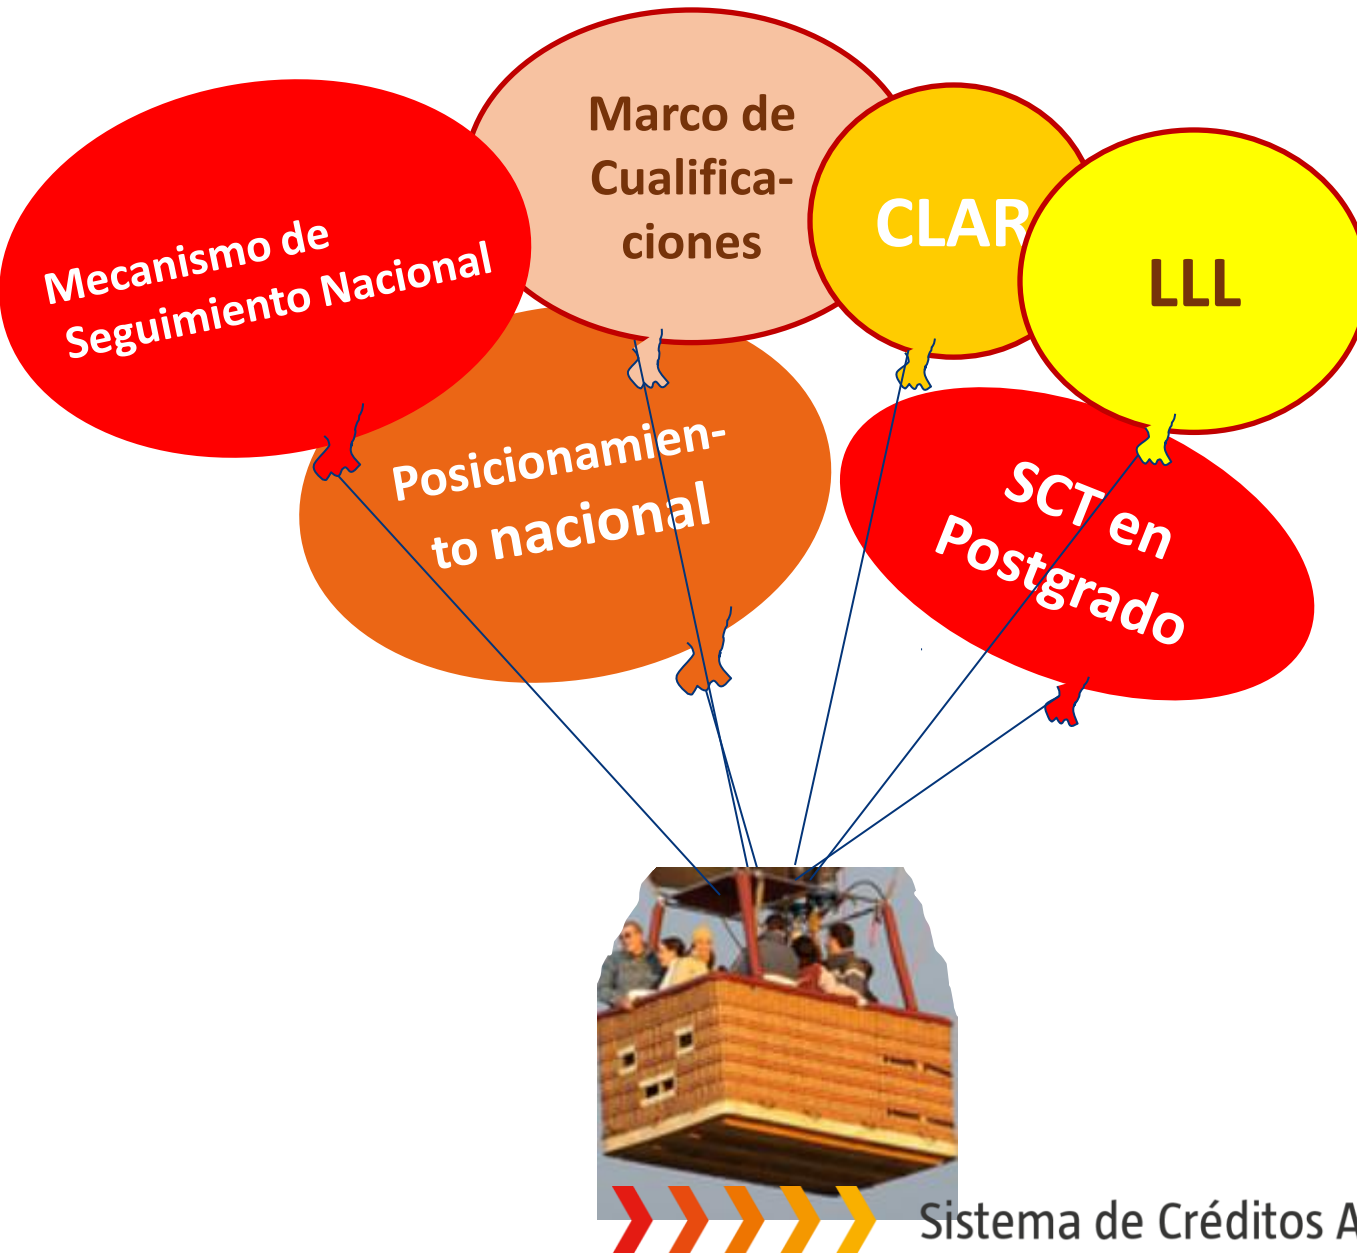 Marco de
Cualifica-
ciones
Mecanismo de
Seguimiento Nacional
CLAR
LLL
Posicionamien-
to nacional
SCT en
Postgrado
Sistema de Créditos A